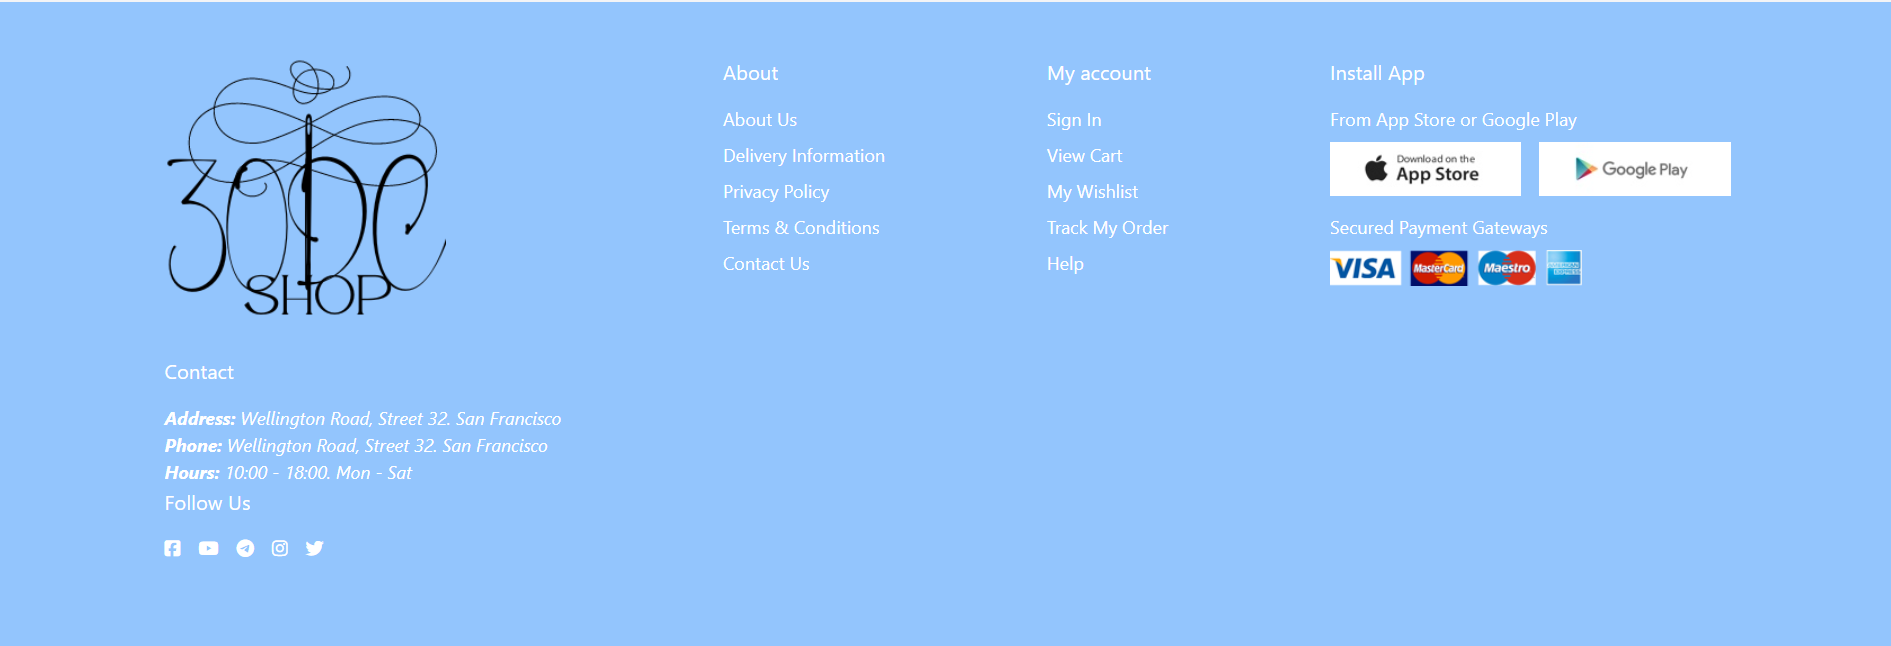 SHOP
Contact
Address: Wellington Road, Street 32. San Francisco
Phone: Wellington Road, Street 32. San Francisco
Hours: 10:00 - 18:00. Mon - Sat
Follow Us
About
About Us
Delivery Information
Privacy Policy
Terms & Conditions
Contact Us
My account
Sign In
View Cart
My Wishlist
Track My Order
Help
Install App
From App Store or Google Play
Download on the
App Store
Google Play
Secured Payment Gateways
VISA
MasterCard
Maestro
AMERICAN
EXPRESS